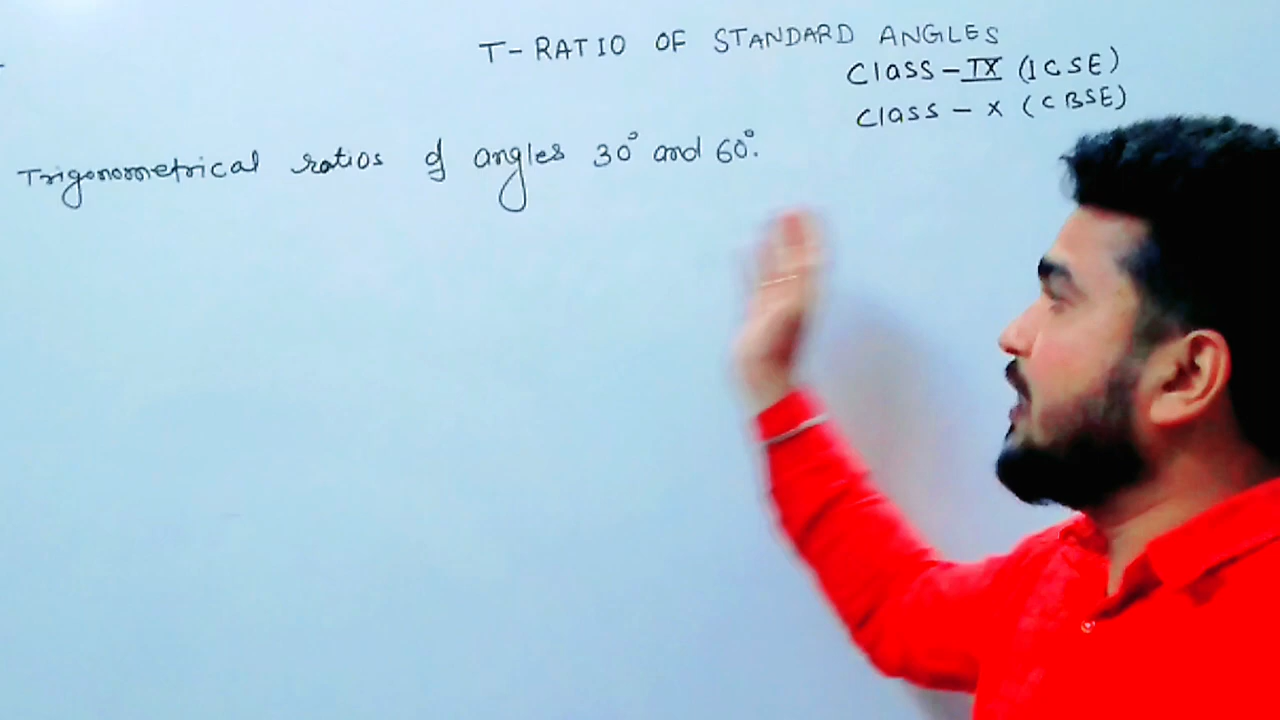 T-RATIO OF STANDARD ANGLES
Class-IX (ICSE)
Class - X (CBSE)
Trigonometrical ratios of angles 30° and 60°.